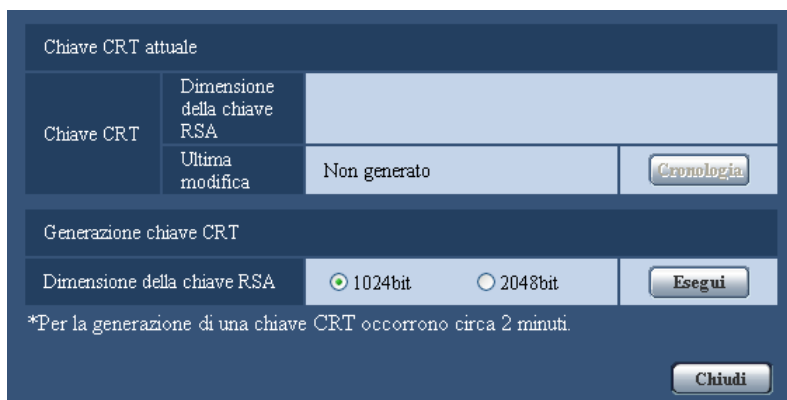 Chiave CRT attuale
Chiave CRT
Dimensione
della chiave
RSA
Ultima
modifica
Non generato
Cronologia
Generazione chiave CRT
Dimensione della chiave RSA
1024bit
2048bit
Esegui
*Per la generazione di una chiave CRT occorrono circa 2 minuti.
Chiudi